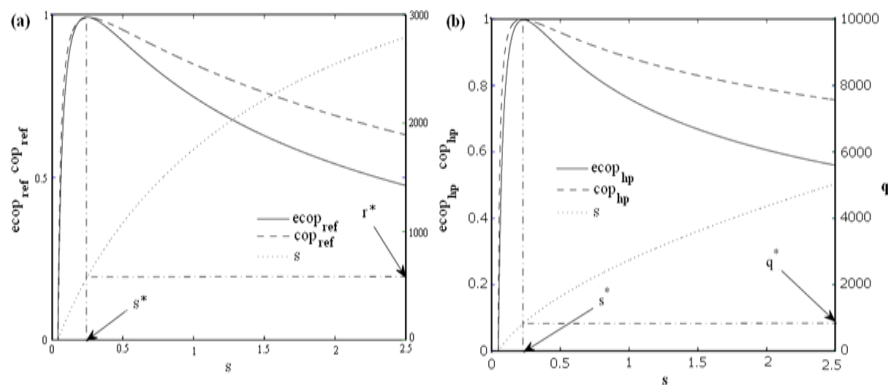 (a)
1
0.5
0
3000
2000
1000
0
ecop_ref cop_ref
ecop_ref
cop_ref
s
r*
s*
0 0.5 1 1.5 2 2.5
s
(b)
1
0.8
0.6
0.4
0.2
0
10000
8000
6000
4000
2000
0
ecop_hp cop_hp
ecop_hp
cop_hp
s
q
q*
s*
0 0.5 1 1.5 2 2.5
s